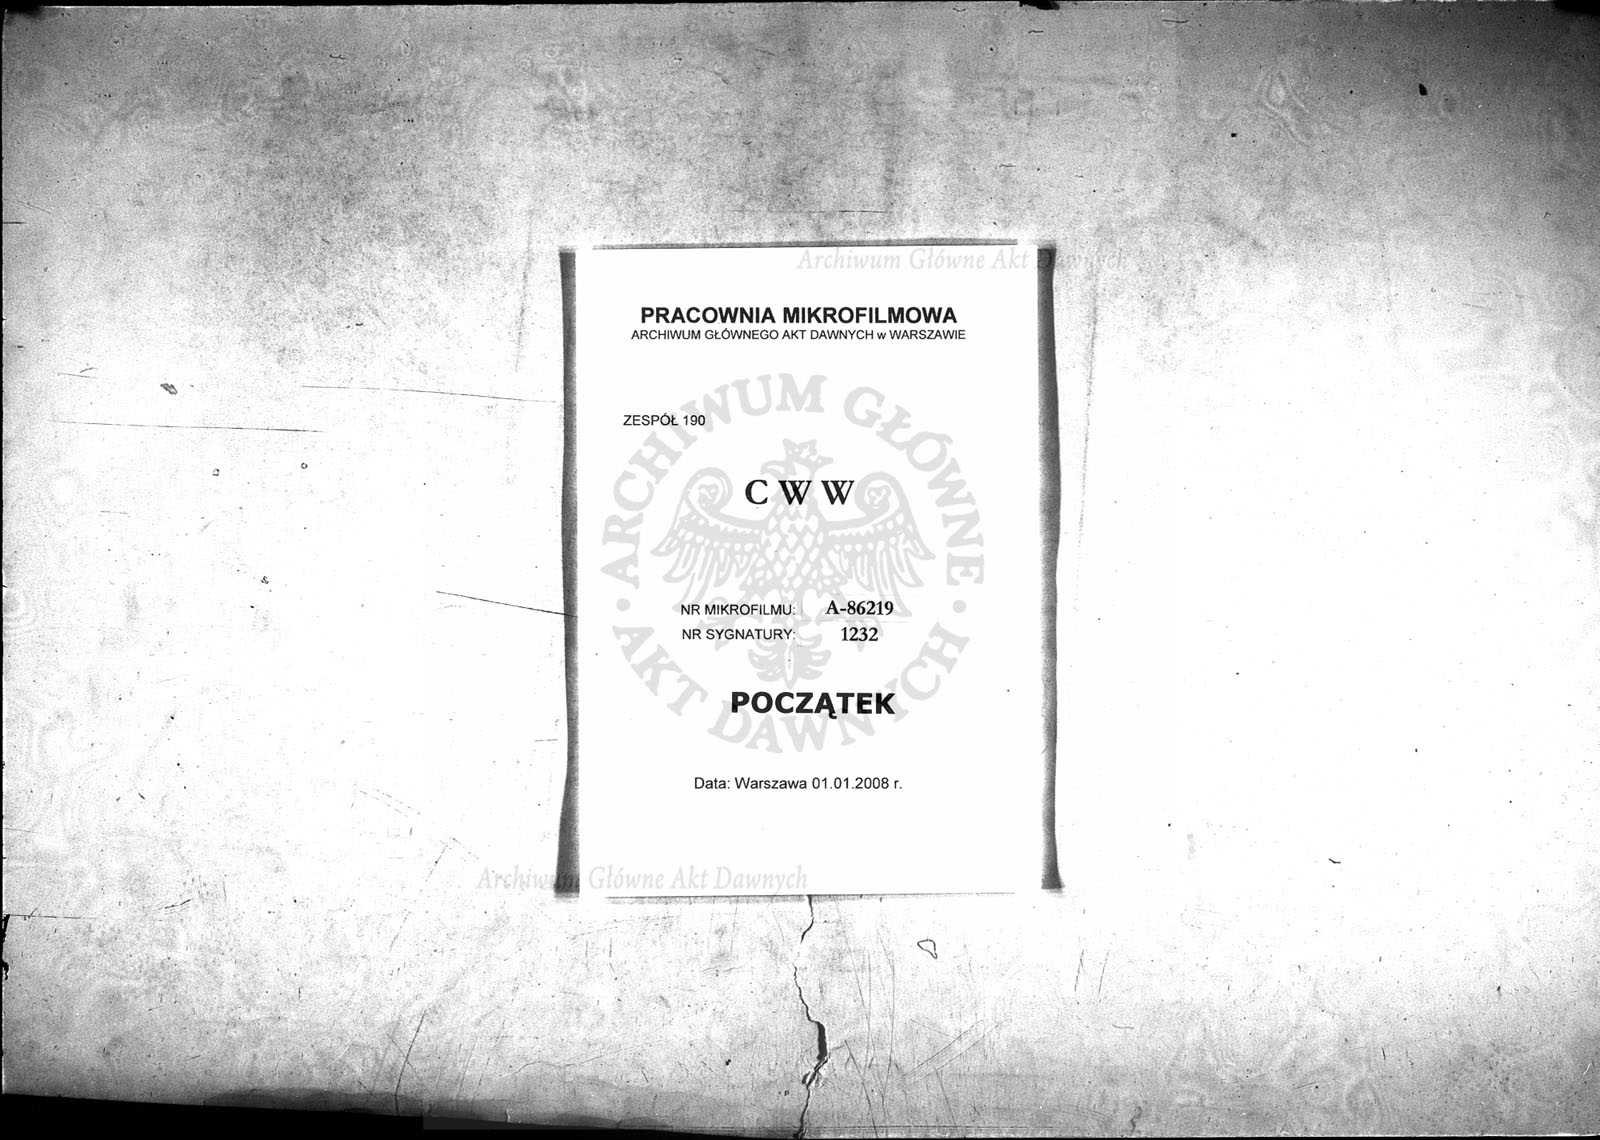 Archiwum Główne Akt Dawnych
PRACOWNIA MIKROFILMOWA
ARCHIWUM GŁÓWNEGO AKT DAWNYCH w WARSZAWIE
ZESPÓŁ 190
ARCHIWUM GŁÓWNE
C W W
NR MIKROFILMU: A-86219
NR SYGNATURY: 1232
AKT DAWNYCH
POCZĄTEK
Data: Warszawa 01.01.2008 r.
Archiwum Główne Akt Dawnych